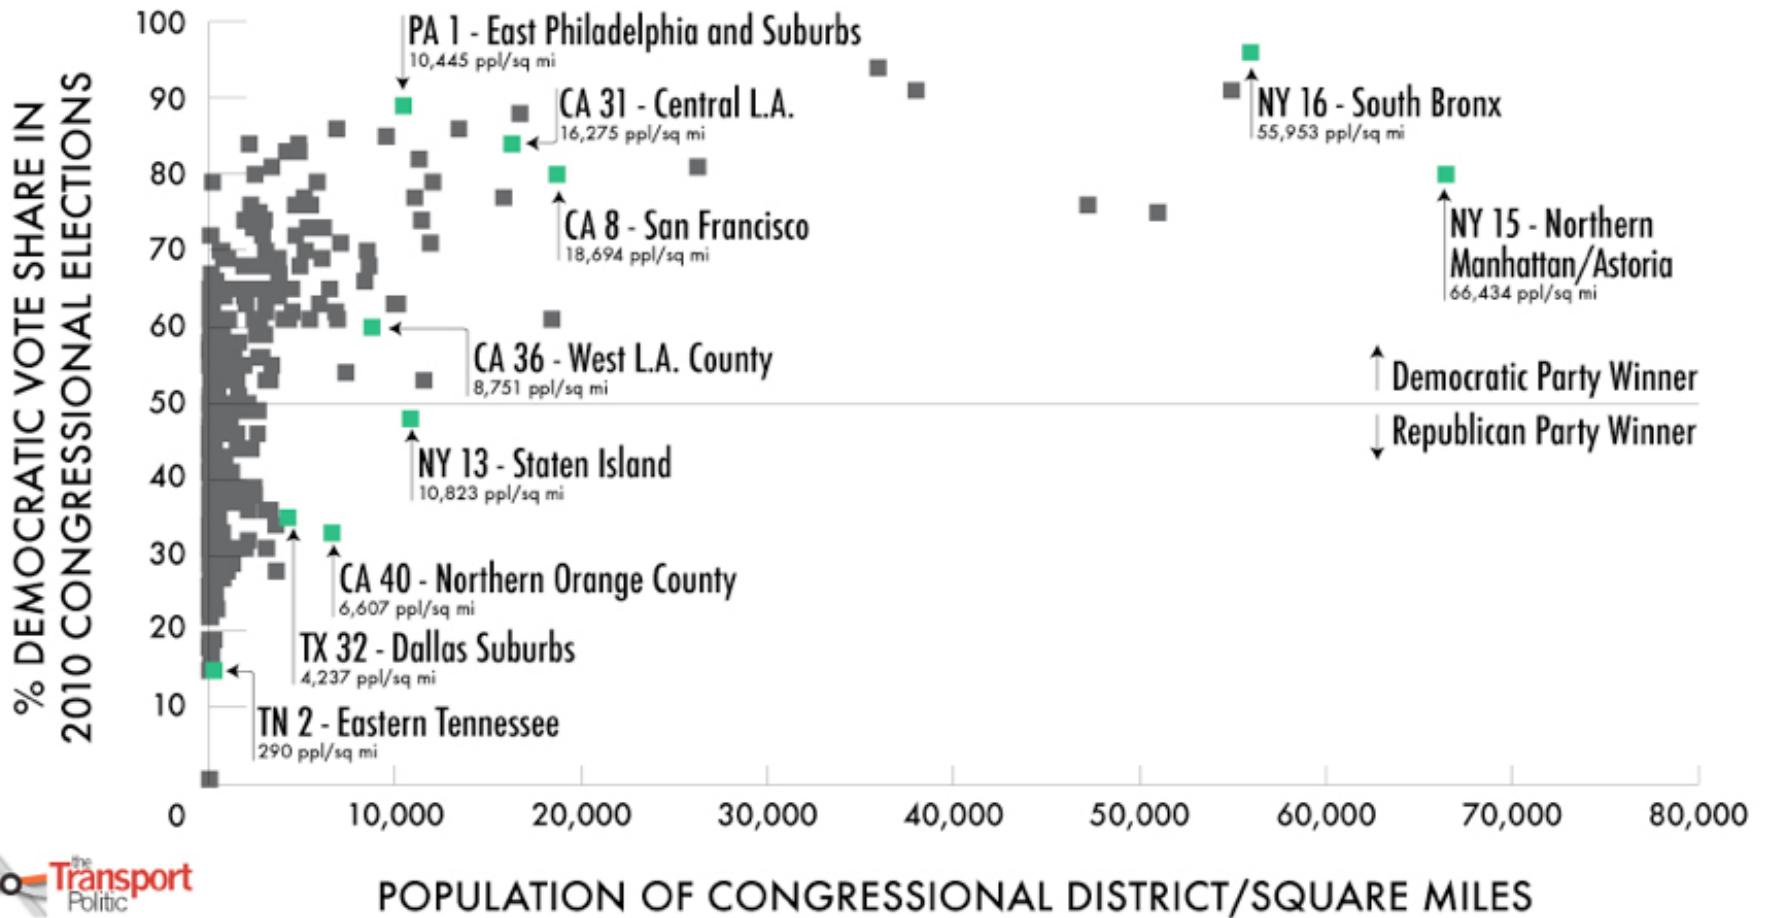 % DEMOCRATIC VOTE SHARE IN
2010 CONGRESSIONAL ELECTIONS
100
90
80
70
60
50
40
30
20
10
0
PA 1 - East Philadelphia and Suburbs
10,445 ppl/sq mi
CA 31 - Central L.A.
16,275 ppl/sq mi
NY 16 - South Bronx
55,953 ppl/sq mi
CA 8 - San Francisco
18,694 ppl/sq mi
NY 15 - Northern
Manhattan/Astoria
66,434 ppl/sq mi
CA 36 - West L.A. County
8,751 ppl/sq mi
Democratic Party Winner
Republican Party Winner
NY 13 - Staten Island
10,823 ppl/sq mi
CA 40 - Northern Orange County
6,607 ppl/sq mi
TX 32 - Dallas Suburbs
4,237 ppl/sq mi
TN 2 - Eastern Tennessee
290 ppl/sq mi
10,000
20,000
30,000
40,000
50,000
60,000
70,000
80,000
the
Transport
Politic
POPULATION OF CONGRESSIONAL DISTRICT/SQUARE MILES